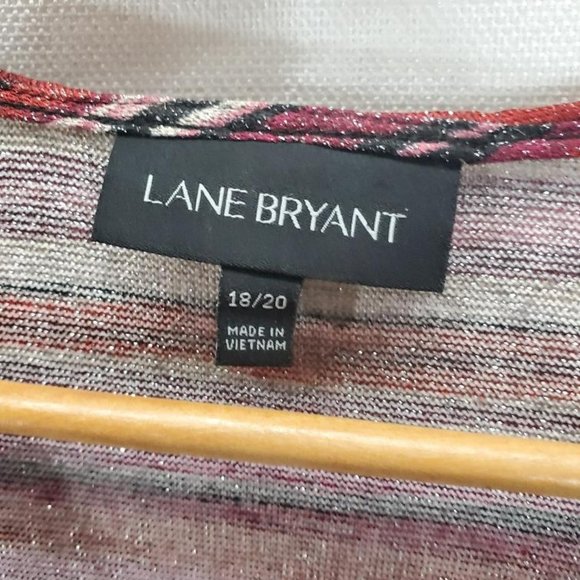 LANE BRYANT
18/20
MADE IN
VIETNAM